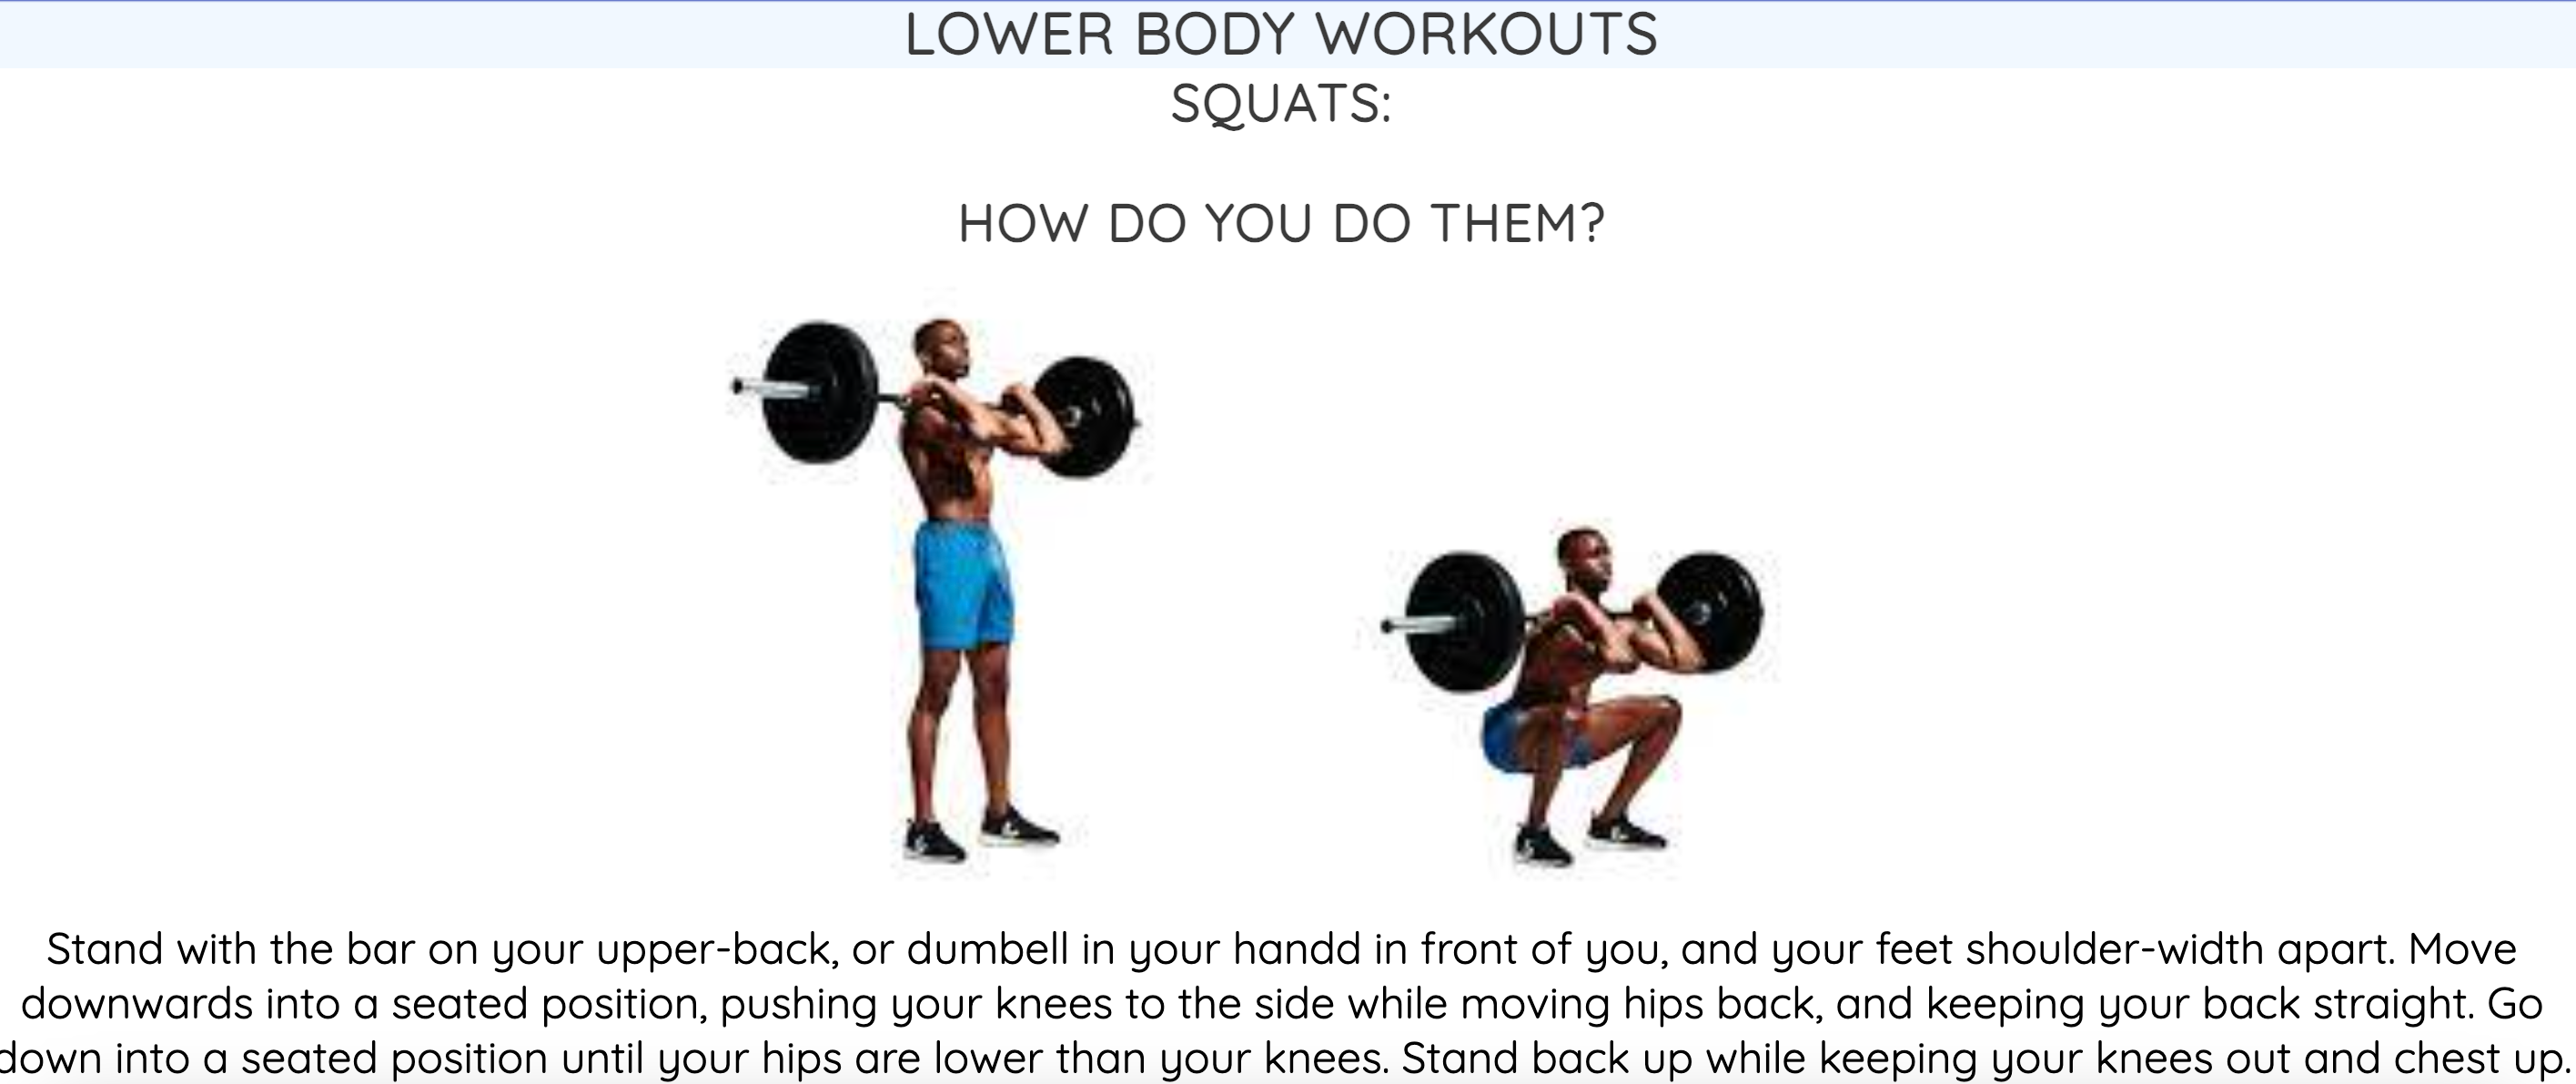 LOWER BODY WORKOUTS
SQUATS:
HOW DO YOU DO THEM?
Stand with the bar on your upper-back, or dumbell in your handd in front of you, and your feet shoulder-width apart. Move
downwards into a seated position, pushing your knees to the side while moving hips back, and keeping your back straight. Go
down into a seated position until your hips are lower than your knees. Stand back up while keeping your knees out and chest up.